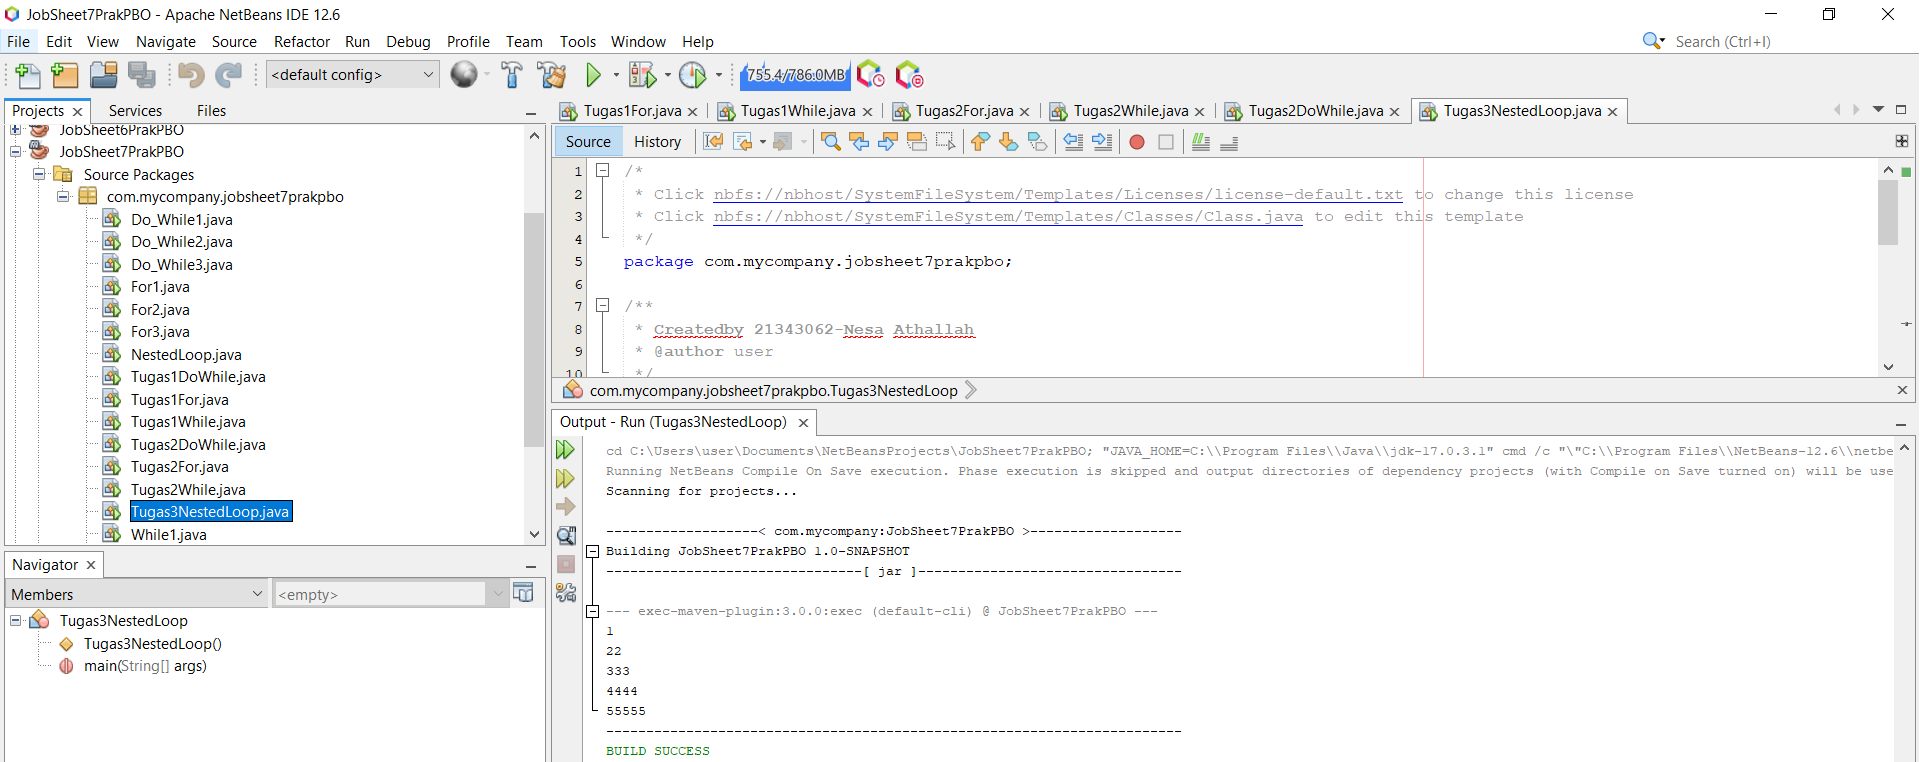 JobSheet7PrakPBO - Apache NetBeans IDE 12.6
File Edit View Navigate Source Refactor Run Debug Profile Team Tools Window Help
Search (Ctrl+I)
<default config>
755.4/786.0MB
Projects Services Files
JobSheet6PrakPBO
JobSheet7PrakPBO
Source Packages
com.mycompany.jobsheet7prakpbo
Do_While1.java
Do_While2.java
Do_While3.java
For1.java
For2.java
For3.java
NestedLoop.java
Tugas1DoWhile.java
Tugas1For.java
Tugas1While.java
Tugas2DoWhile.java
Tugas2For.java
Tugas2While.java
Tugas3NestedLoop.java
While1.java
Navigator
Members
<empty>
Tugas3NestedLoop
Tugas3NestedLoop()
main(String[] args)
Tugas1For.java Tugas1While.java Tugas2For.java Tugas2While.java Tugas2DoWhile.java Tugas3NestedLoop.java
Source History
1 /*
2 * Click nbfs://nbhost/SystemFileSystem/Templates/Licenses/license-default.txt to change this license
3 * Click nbfs://nbhost/SystemFileSystem/Templates/Classes/Class.java to edit this template
4 */
5 package com.mycompany.jobsheet7prakpbo;
6
7 /**
8 * Createdby 21343062-Nesa Athallah
9 * @author user
10 */
com.mycompany.jobsheet7prakpbo.Tugas3NestedLoop
Output - Run (Tugas3NestedLoop)
cd C:\Users\user\Documents\NetBeansProjects\JobSheet7PrakPBO; "JAVA_HOME=C:\\Program Files\\Java\\jdk-17.0.3.1" cmd /c "\"C:\\Program Files\\NetBeans-12.6\\netbe
Running NetBeans Compile On Save execution. Phase execution is skipped and output directories of dependency projects (with Compile on Save turned on) will be use
Scanning for projects...
-------------------< com.mycompany:JobSheet7PrakPBO >-------------------
Building JobSheet7PrakPBO 1.0-SNAPSHOT
--------------------------------[ jar ]---------------------------------
--- exec-maven-plugin:3.0.0:exec (default-cli) @ JobSheet7PrakPBO ---
1
22
333
4444
55555
------------------------------------------------------------------------
BUILD SUCCESS